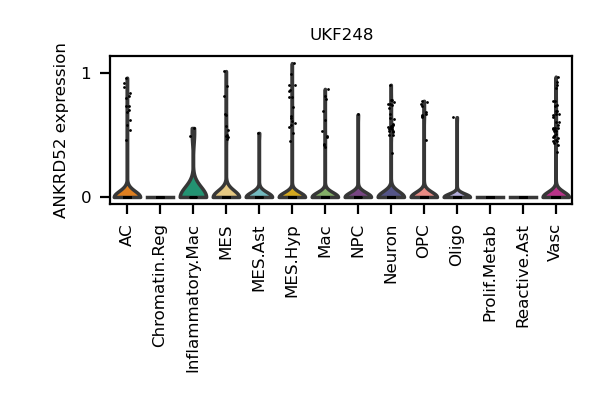 UKF248
ANKRD52 expression
1
0
AC
Chromatin.Reg
Inflammatory.Mac
MES
MES.Ast
MES.Hyp
Mac
NPC
Neuron
OPC
Oligo
Prolif.Metab
Reactive.Ast
Vasc